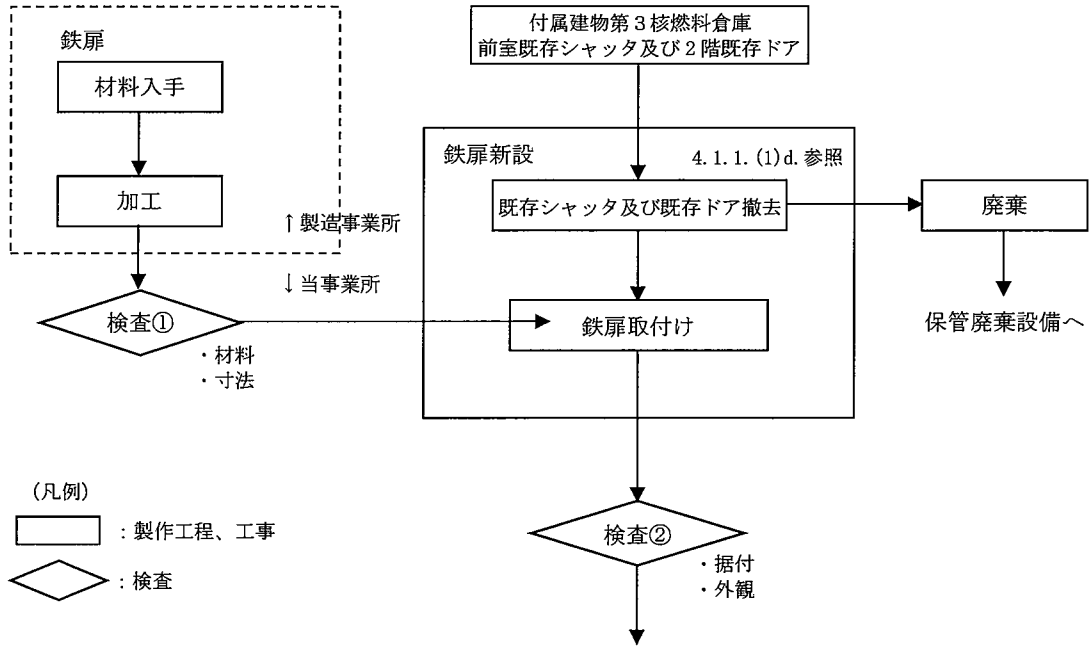 鉄扉
材料入手
加工
↑製造事業所
↓当事業所
検査①
・材料
・寸法
付属建物第3核燃料倉庫
前室既存シャッタ及び2階既存ドア
鉄扉新設
4.1.1.(1)d.参照
既存シャッタ及び既存ドア撤去
鉄扉取付け
廃棄
保管廃棄設備へ
検査②
・据付
・外観
(凡例)
：製作工程、工事
：検査